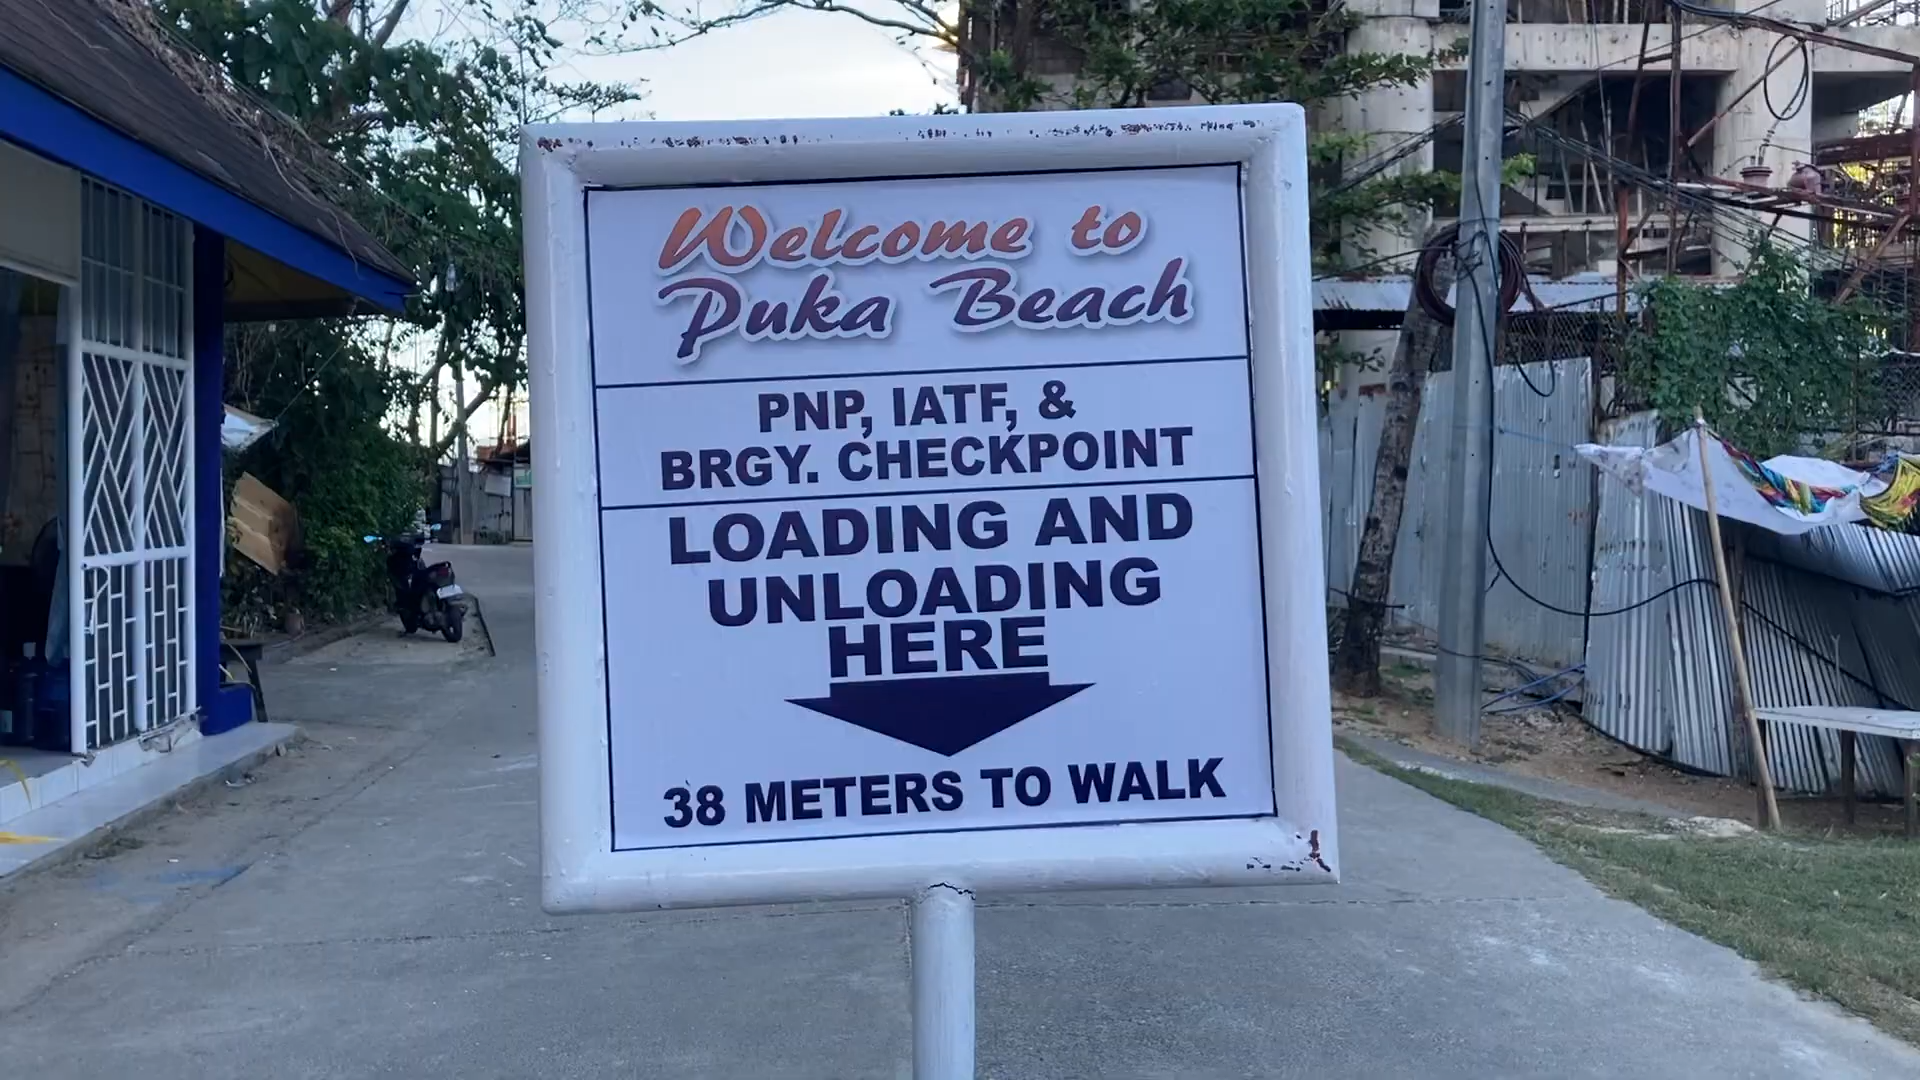 Welcome to
Puka Beach
PNP, IATF, &
BRGY. CHECKPOINT
LOADING AND
UNLOADING
HERE
38 METERS TO WALK